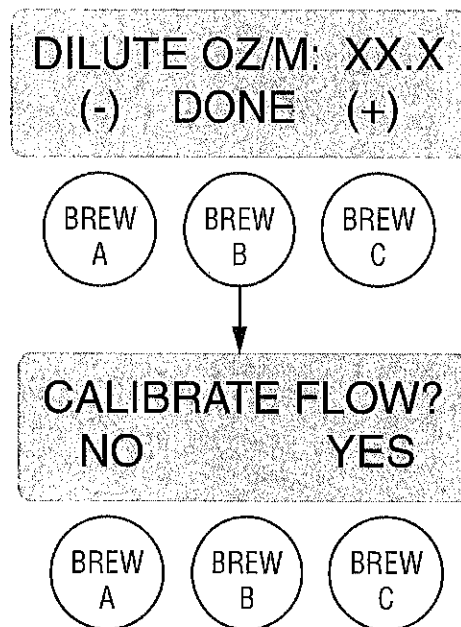 DILUTE OZ/M: XX.X
(-) DONE (+)
BREW BREW BREW
A B C
CALIBRATE FLOW?
NO YES
BREW BREW BREW
A B C